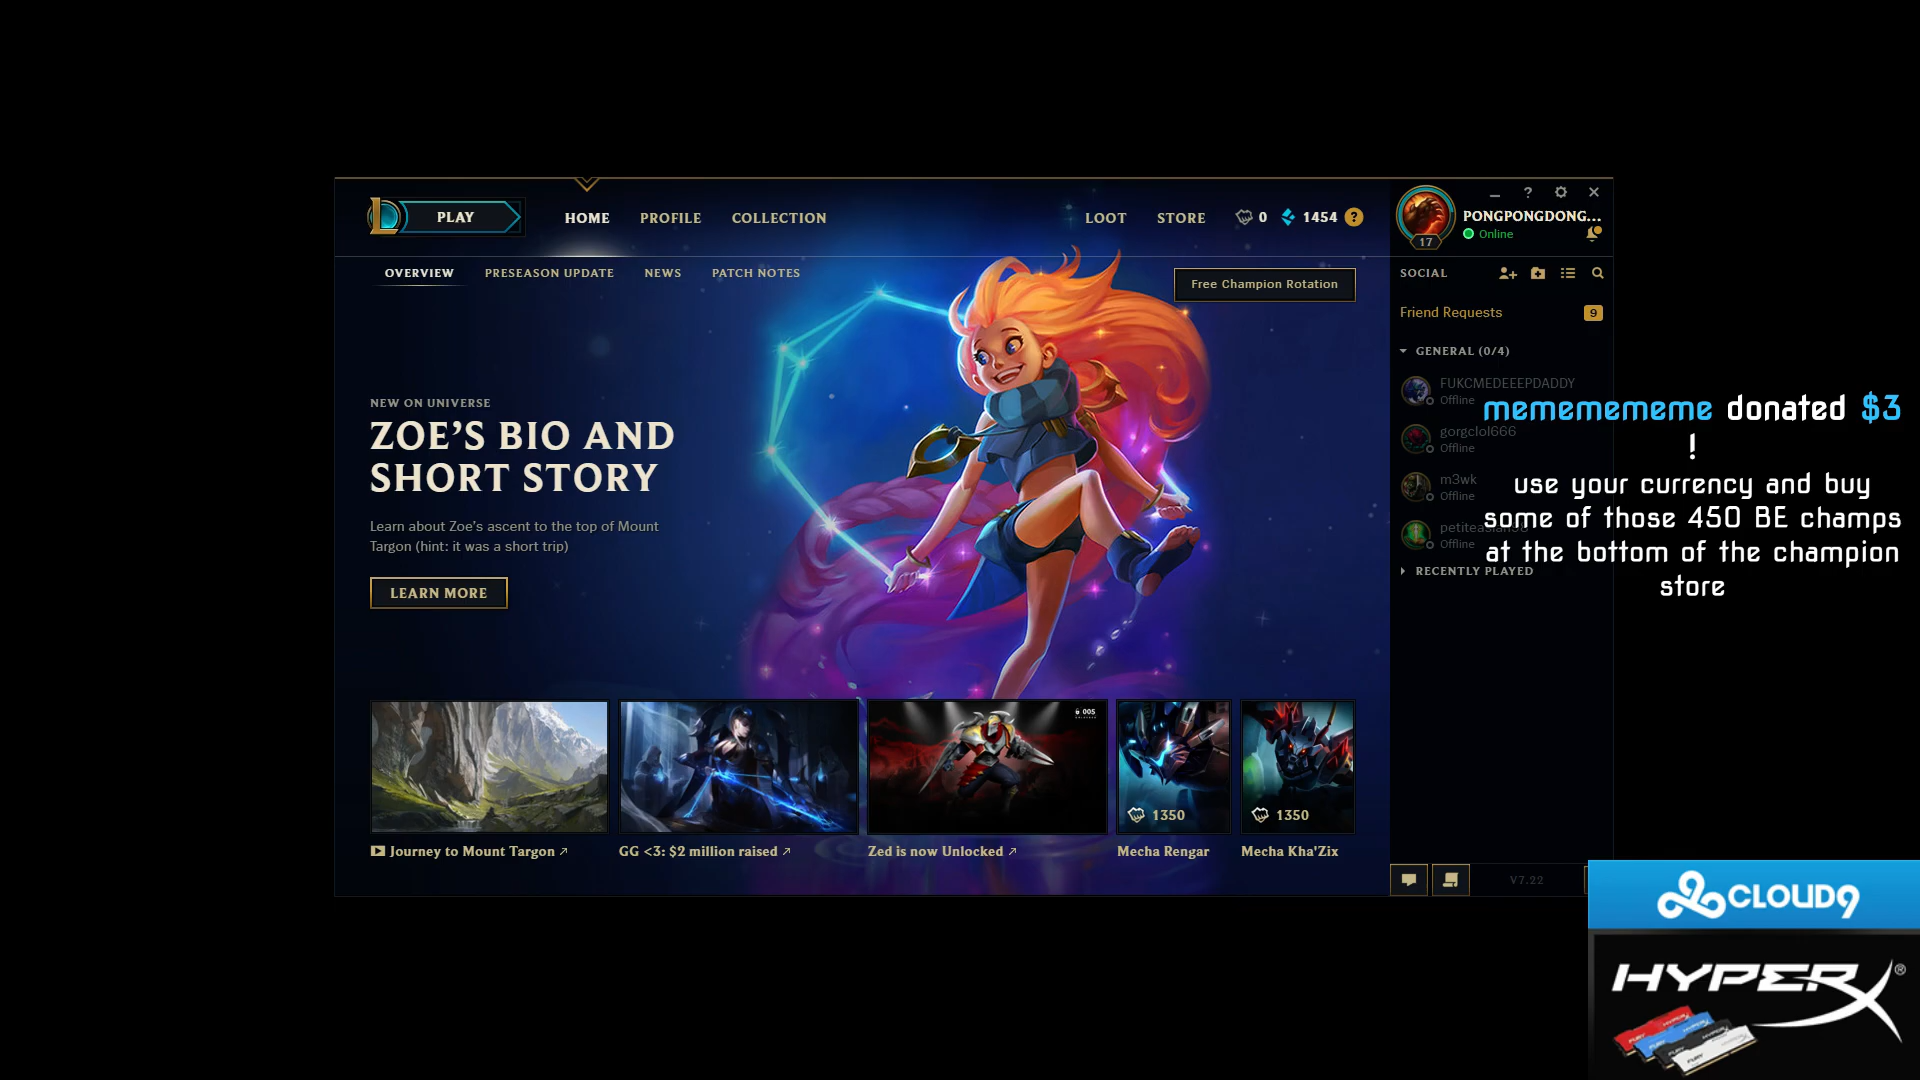 PLAY
HOME
PROFILE
COLLECTION
LOOT
STORE
0
1454
?
?
PONGPONGDONG...
17
Online
OVERVIEW
PRESEASON UPDATE
NEWS
PATCH NOTES
Free Champion Rotation
SOCIAL
Friend Requests
9
GENERAL (0/4)
FUKCMEDEEEPDADDY
Offline
gorgclol666
Offline
m3wk
Offline
Offline
RECENTLY PLAYED
memememememe donated $3
!
use your currency and buy
some of those 450 BE champs
at the bottom of the champion
store
NEW ON UNIVERSE
ZOE'S BIO AND
SHORT STORY
Learn about Zoe's ascent to the top of Mount
Targon (hint: it was a short trip)
LEARN MORE
1350
1350
Journey to Mount Targon
GG <3: $2 million raised
Zed is now Unlocked
Mecha Rengar
Mecha Kha'Zix
V7.22
CLOUD9
HYPERX®